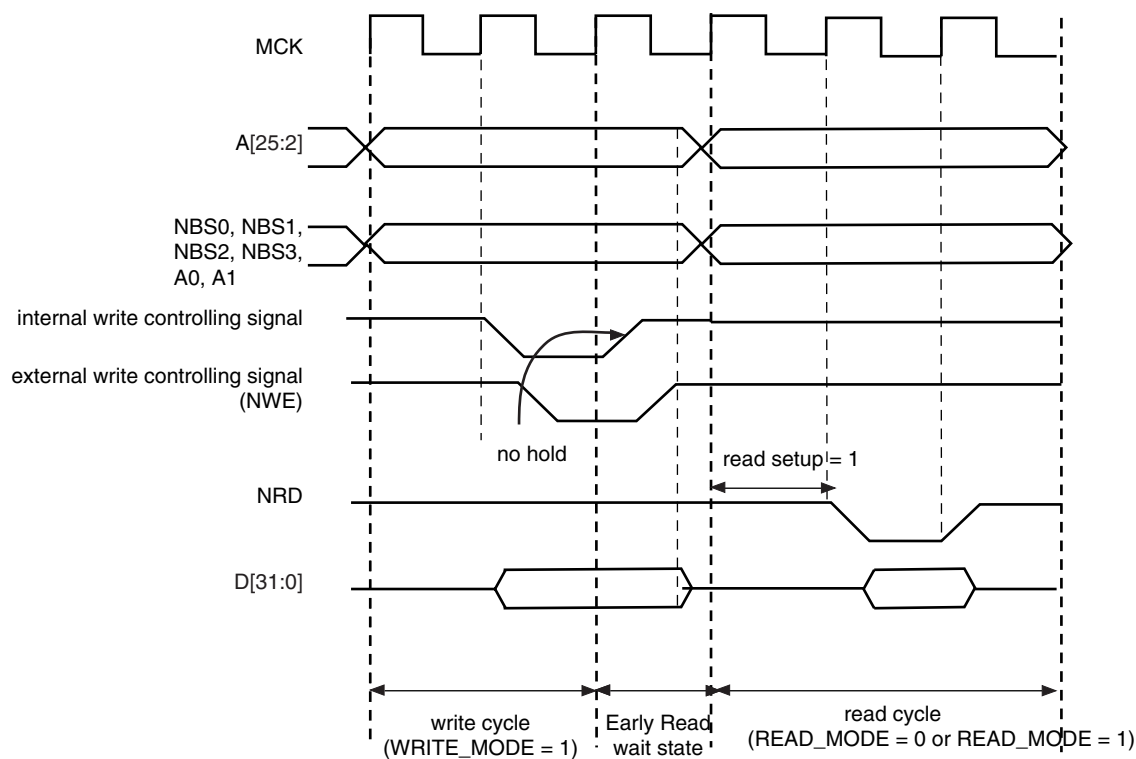 MCK
A[25:2]
NBS0, NBS1,
NBS2, NBS3,
A0, A1
internal write controlling signal
external write controlling signal
(NWE)
no hold
read setup = 1
NRD
D[31:0]
write cycle
(WRITE_MODE = 1)
Early Read
wait state
read cycle
(READ_MODE = 0 or READ_MODE = 1)